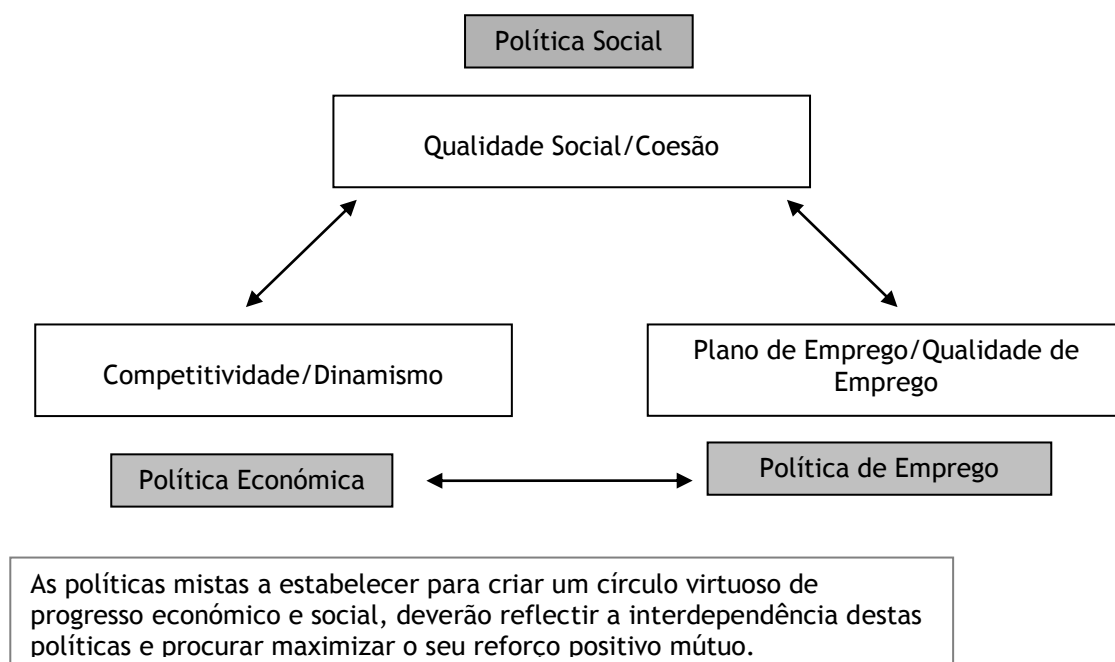 Política Social
Qualidade Social/Coesão
Competitividade/Dinamismo
Plano de Emprego/Qualidade de
Emprego
Política Económica
Política de Emprego
As políticas mistas a estabelecer para criar um círculo virtuoso de
progresso económico e social, deverão reflectir a interdependência destas
políticas e procurar maximizar o seu reforço positivo mútuo.